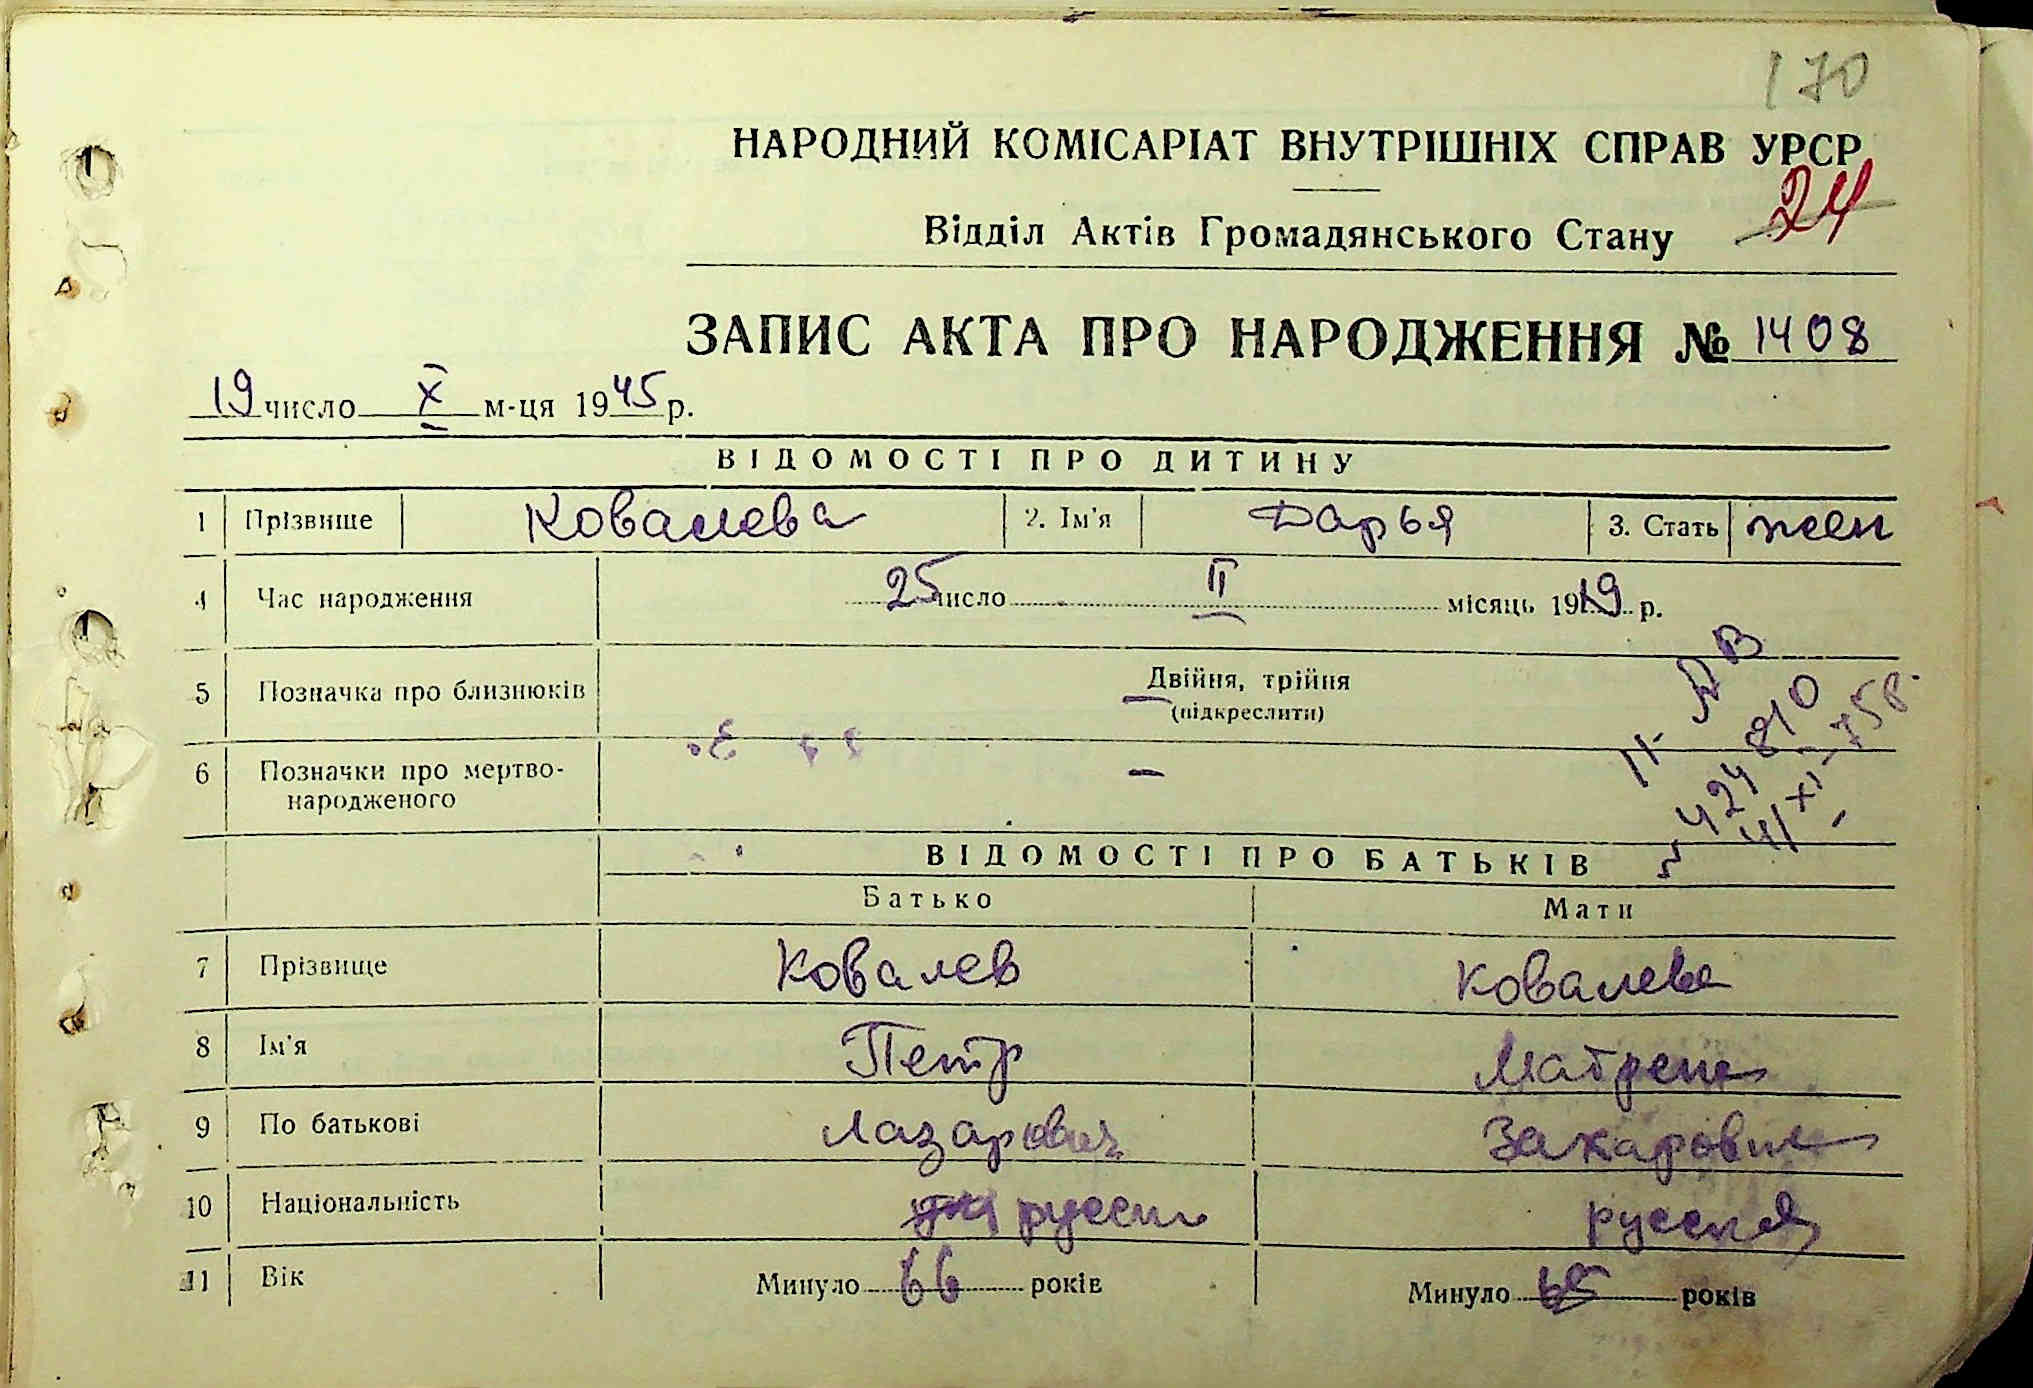 170
НАРОДНИЙ КОМІСАРІАТ ВНУТРІШНІХ СПРАВ УРСР
24
Відділ Актів Громадянського Стану
ЗАПИС АКТА ПРО НАРОДЖЕННЯ № 1408
19 число X м-ця 1945 р.
ВІДОМОСТІ ПРО ДИТИНУ
1 Прізвище Ковалева 2. Ім'я Дарья 3. Стать жен
4 Час народження 25 число II місяць 1919 р.
5 Позначка про близнюків Двійня, трійня
(підкреслити) —
6 Позначки про мертво-
народженого —
ВІДОМОСТІ ПРО БАТЬКІВ
Батько Мати
7 Прізвище Ковалев Ковалева
8 Ім'я Петр Матрена
9 По батькові Лазарович Захаровна
10 Національність русски русская
11 Вік Минуло 66 років Минуло 65 років